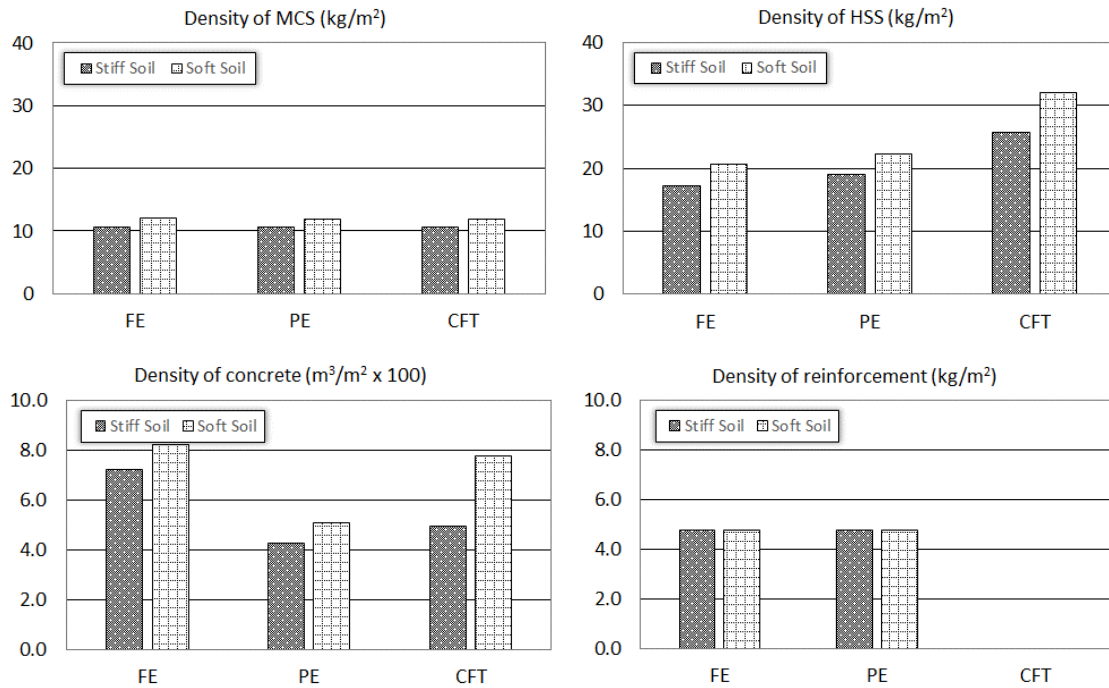 Density of MCS (kg/m²)
40
30
20
10
0
Stiff Soil Soft Soil
FE PE CFT
Density of HSS (kg/m²)
40
30
20
10
0
Stiff Soil Soft Soil
FE PE CFT
Density of concrete (m³/m² x 100)
10.0
8.0
6.0
4.0
2.0
0.0
Stiff Soil Soft Soil
FE PE CFT
Density of reinforcement (kg/m²)
10.0
8.0
6.0
4.0
2.0
0.0
Stiff Soil Soft Soil
FE PE CFT